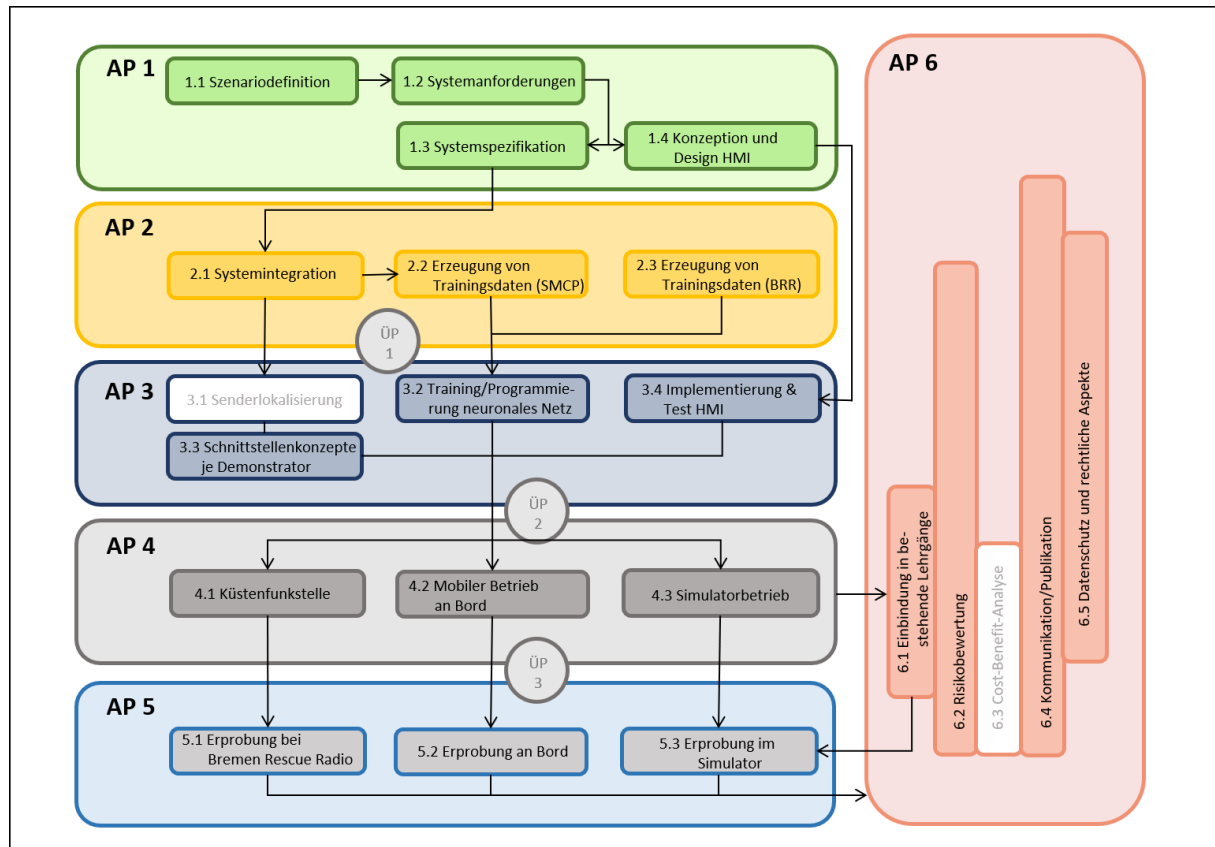 AP 1
1.1 Szenariodefinition
1.2 Systemanforderungen
1.3 Systemspezifikation
1.4 Konzeption und
Design HMI
AP 2
2.1 Systemintegration
2.2 Erzeugung von
Trainingsdaten (SMCP)
2.3 Erzeugung von
Trainingsdaten (BRR)
ÜP
1
AP 3
3.1 Senderlokalisierung
3.2 Training/Programmie-
rung neuronales Netz
3.4 Implementierung &
Test HMI
3.3 Schnittstellenkonzepte
je Demonstrator
ÜP
2
AP 4
4.1 Küstenfunkstelle
4.2 Mobiler Betrieb
an Bord
4.3 Simulatorbetrieb
ÜP
3
AP 5
5.1 Erprobung bei
Bremen Rescue Radio
5.2 Erprobung an Bord
5.3 Erprobung im
Simulator
AP 6
6.1 Einbindung in be-
stehende Lehrgänge
6.2 Risikobewertung
6.3 Cost-Benefit-Analyse
6.4 Kommunikation/Publikation
6.5 Datenschutz und rechtliche Aspekte